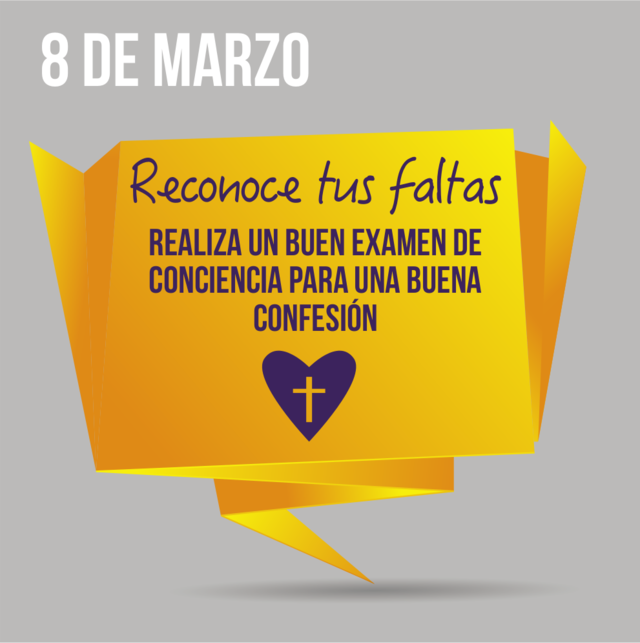 8 DE MARZO
Reconoce tus faltas
REALIZA UN BUEN EXAMEN DE
CONCIENCIA PARA UNA BUENA
CONFESIÓN